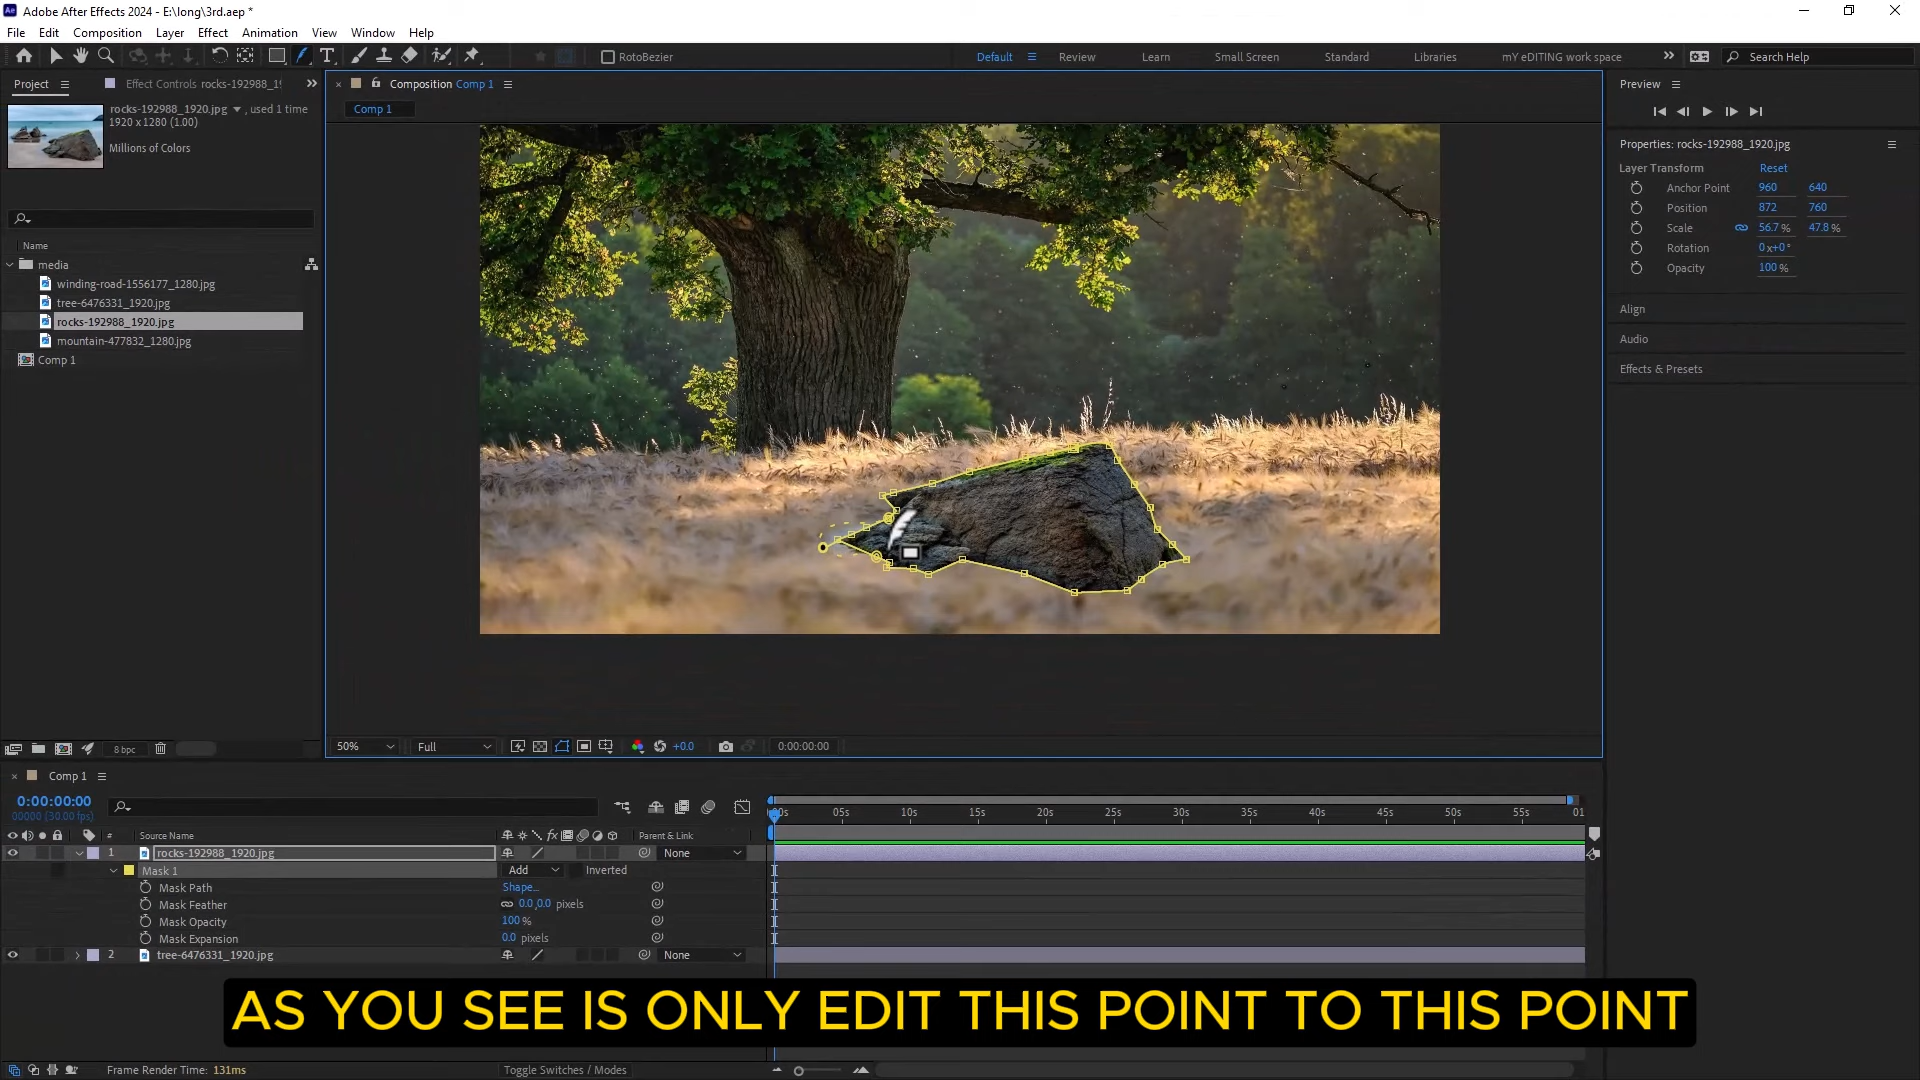 Adobe After Effects 2024 - E:\long\3rd.aep *
File Edit Composition Layer Effect Animation View Window Help
RotoBezier Default Review Learn Small Screen Standard Libraries mY eDITING work space Search Help
Project Effect Controls rocks-192988_1
rocks-192988_1920.jpg , used 1 time
1920 x 1280 (1.00)
Millions of Colors
Name
media
winding-road-1556177_1280.jpg
tree-6476331_1920.jpg
rocks-192988_1920.jpg
mountain-477832_1280.jpg
Comp 1
8 bpc
Composition Comp 1
Comp 1
50% Full +0.0 0:00:00:00
Preview
Properties: rocks-192988_1920.jpg
Layer Transform Reset
Anchor Point 960 640
Position 872 760
Scale 56.7 % 47.8 %
Rotation 0 x+0 °
Opacity 100 %
Align
Audio
Effects & Presets
Comp 1
0:00:00:00
00000 (30.00 fps)
00s 05s 10s 15s 20s 25s 30s 35s 40s 45s 50s 55s 01
# Source Name Parent & Link
1 rocks-192988_1920.jpg None
Mask 1 Add Inverted
Mask Path Shape...
Mask Feather 0.0 ,0.0 pixels
Mask Opacity 100 %
Mask Expansion 0.0 pixels
2 tree-6476331_1920.jpg None
AS YOU SEE IS ONLY EDIT THIS POINT TO THIS POINT
Frame Render Time: 131ms Toggle Switches / Modes